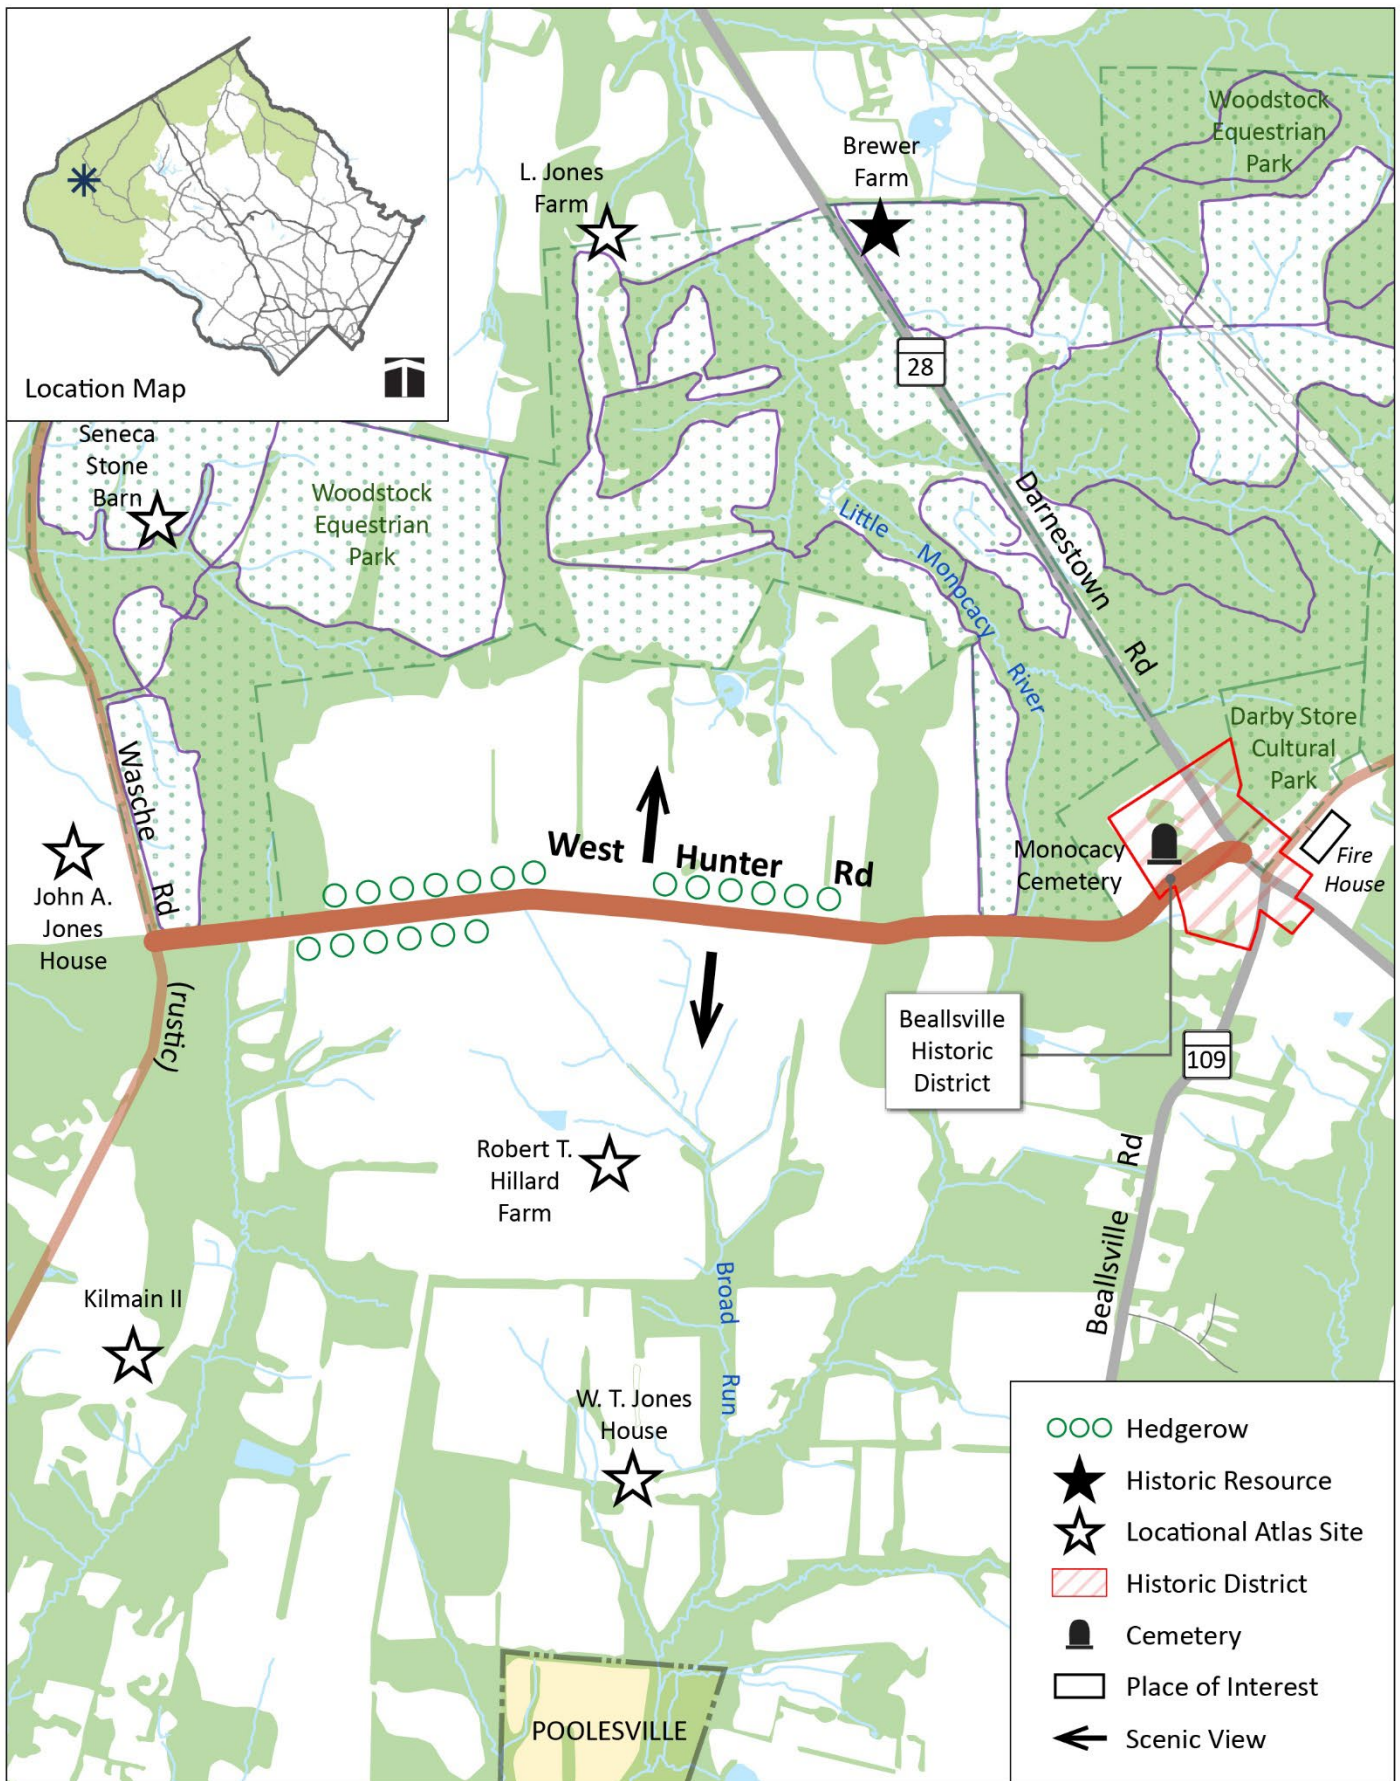 Location Map
L. Jones
Farm
Brewer
Farm
Woodstock
Equestrian
Park
28
Seneca
Stone
Barn
Woodstock
Equestrian
Park
Little
Monocacy
River
Darnestown
Rd
Darby Store
Cultural
Park
Wasche
Rd
(rustic)
West Hunter Rd
John A.
Jones
House
Monocacy
Cemetery
Fire
House
Beallsville
Historic
District
109
Beallsville Rd
Robert T.
Hillard
Farm
Broad
Run
Kilmain II
W. T. Jones
House
POOLESVILLE
Hedgerow
Historic Resource
Locational Atlas Site
Historic District
Cemetery
Place of Interest
Scenic View